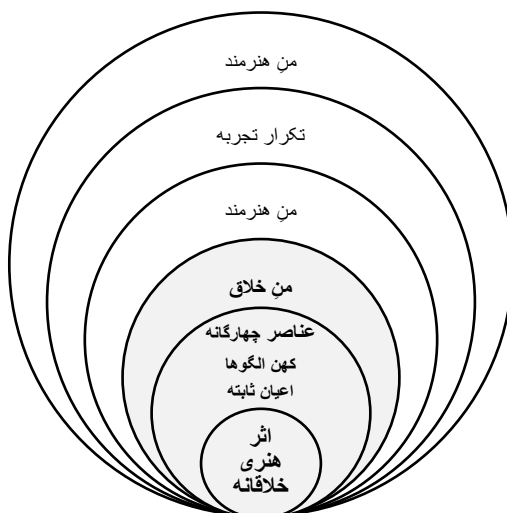 منِ هنرمند
تکرار تجربه
منِ هنرمند
منِ خلاق
عناصر چهارگانه
کهن الگوها
اعیان ثابته
اثر
هنری
خلاقانه